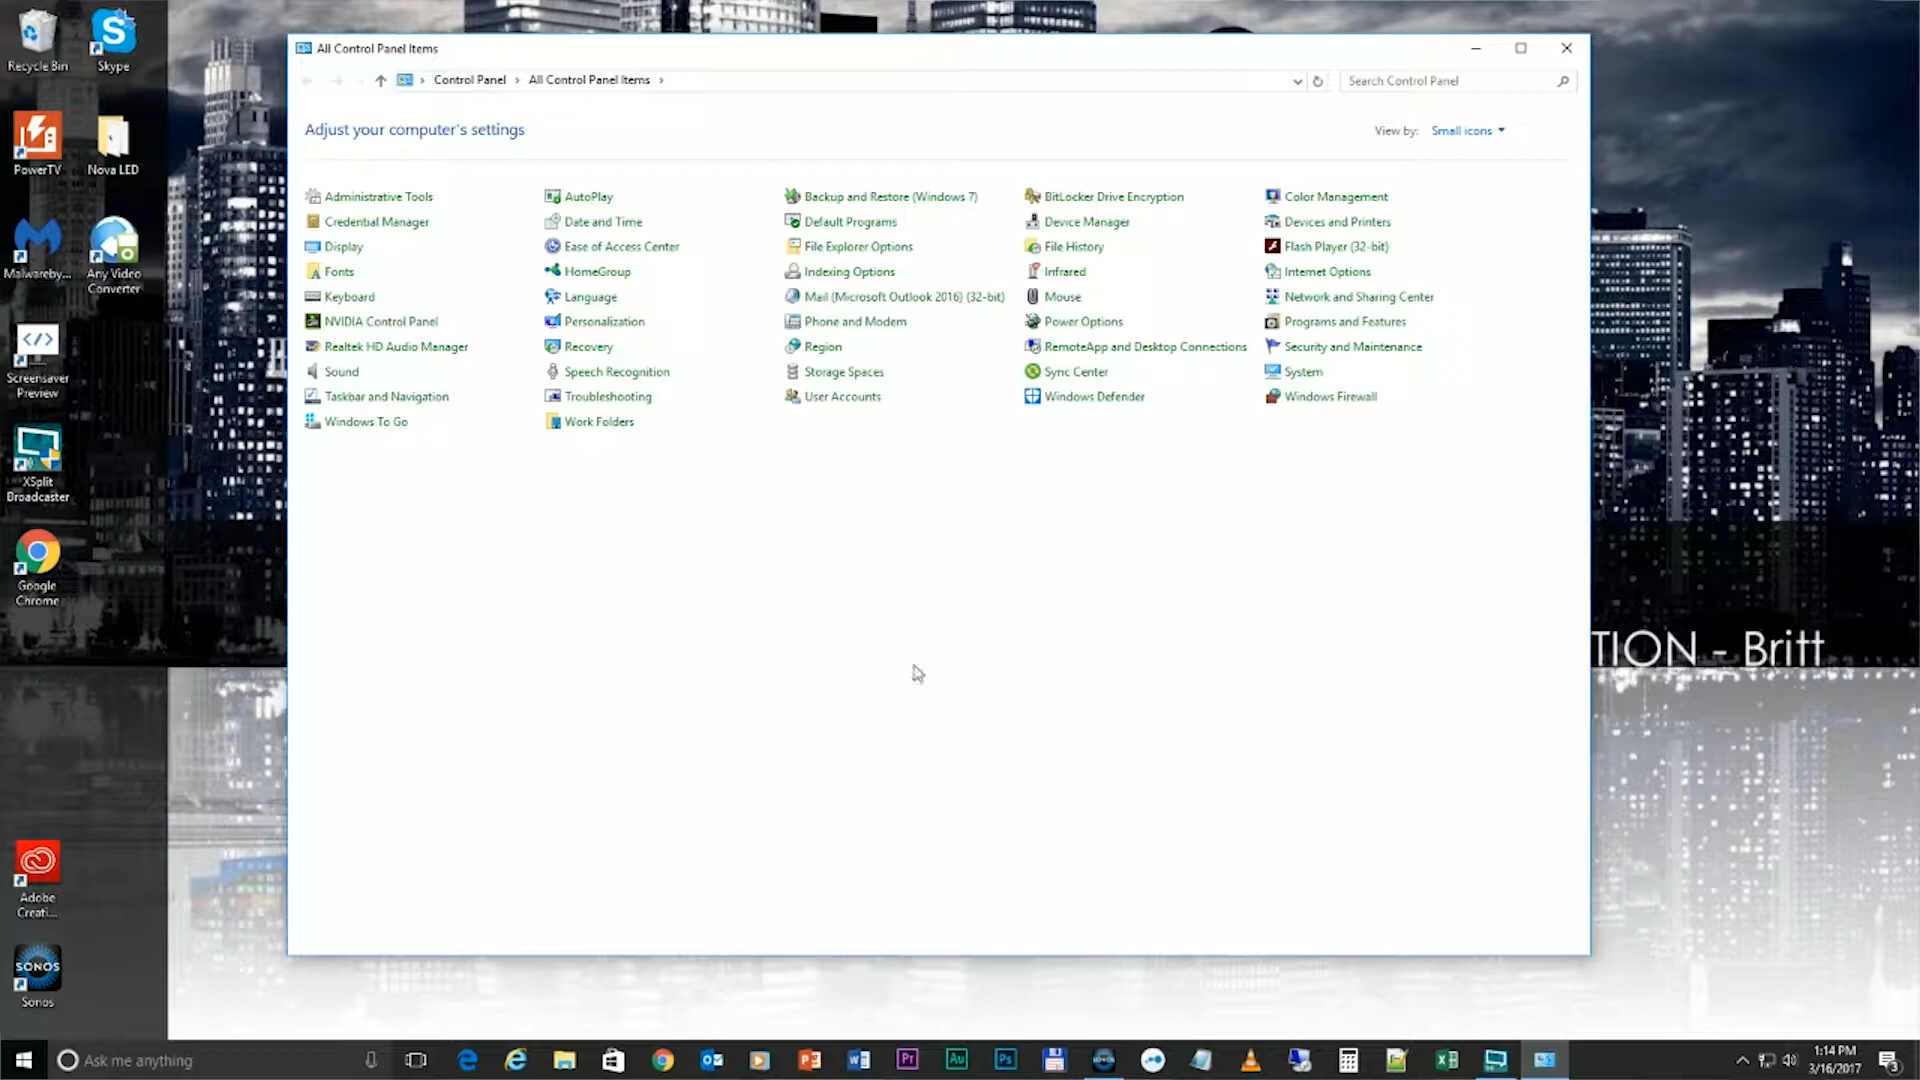 Recycle Bin
Skype
PowerTV
Nova LED
Malwareby...
Any Video
Converter
Screensaver
Preview
XSplit
Broadcaster
Google
Chrome
Adobe
Creati...
SONOS
Sonos
All Control Panel Items
Control Panel
All Control Panel Items
Search Control Panel
Adjust your computer's settings
View by: Small icons
Administrative Tools
AutoPlay
Backup and Restore (Windows 7)
BitLocker Drive Encryption
Color Management
Credential Manager
Date and Time
Default Programs
Device Manager
Devices and Printers
Display
Ease of Access Center
File Explorer Options
File History
Flash Player (32-bit)
Fonts
HomeGroup
Indexing Options
Infrared
Internet Options
Keyboard
Language
Mail (Microsoft Outlook 2016) (32-bit)
Mouse
Network and Sharing Center
NVIDIA Control Panel
Personalization
Phone and Modem
Power Options
Programs and Features
Realtek HD Audio Manager
Recovery
Region
RemoteApp and Desktop Connections
Security and Maintenance
Sound
Speech Recognition
Storage Spaces
Sync Center
System
Taskbar and Navigation
Troubleshooting
User Accounts
Windows Defender
Windows Firewall
Windows To Go
Work Folders
TION - Britt
Ask me anything
Pr
Au
Ps
1:14 PM
3/16/2017
3